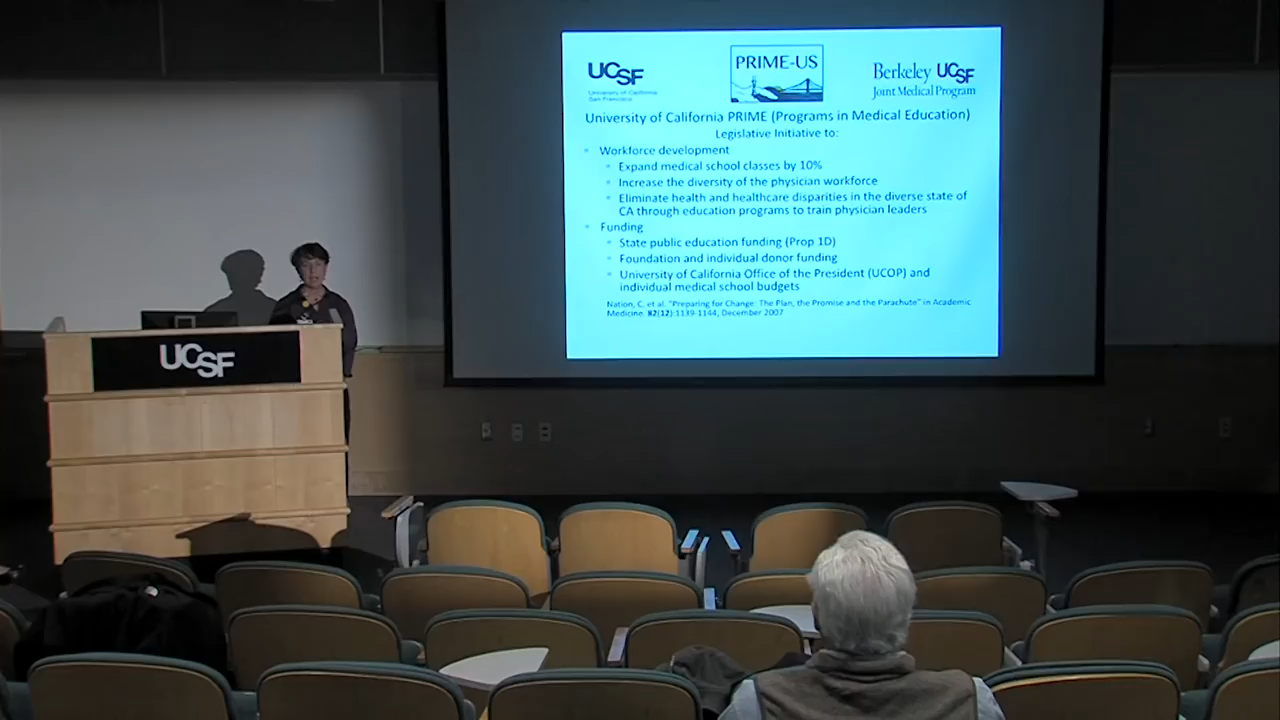 UCSF
University of California
San Francisco
PRIME-US
Berkeley UCSF
Joint Medical Program
University of California PRIME (Programs in Medical Education)
Legislative Initiative to:
Workforce development
Expand medical school classes by 10%
Increase the diversity of the physician workforce
Eliminate health and healthcare disparities in the diverse state of
CA through education programs to train physician leaders
Funding
State public education funding (Prop 1D)
Foundation and individual donor funding
University of California Office of the President (UCOP) and
individual medical school budgets
Nation, C. et al. "Preparing for Change: The Plan, the Promise and the Parachute" in Academic
Medicine. 82(12):1139-1144, December 2007
UCSF